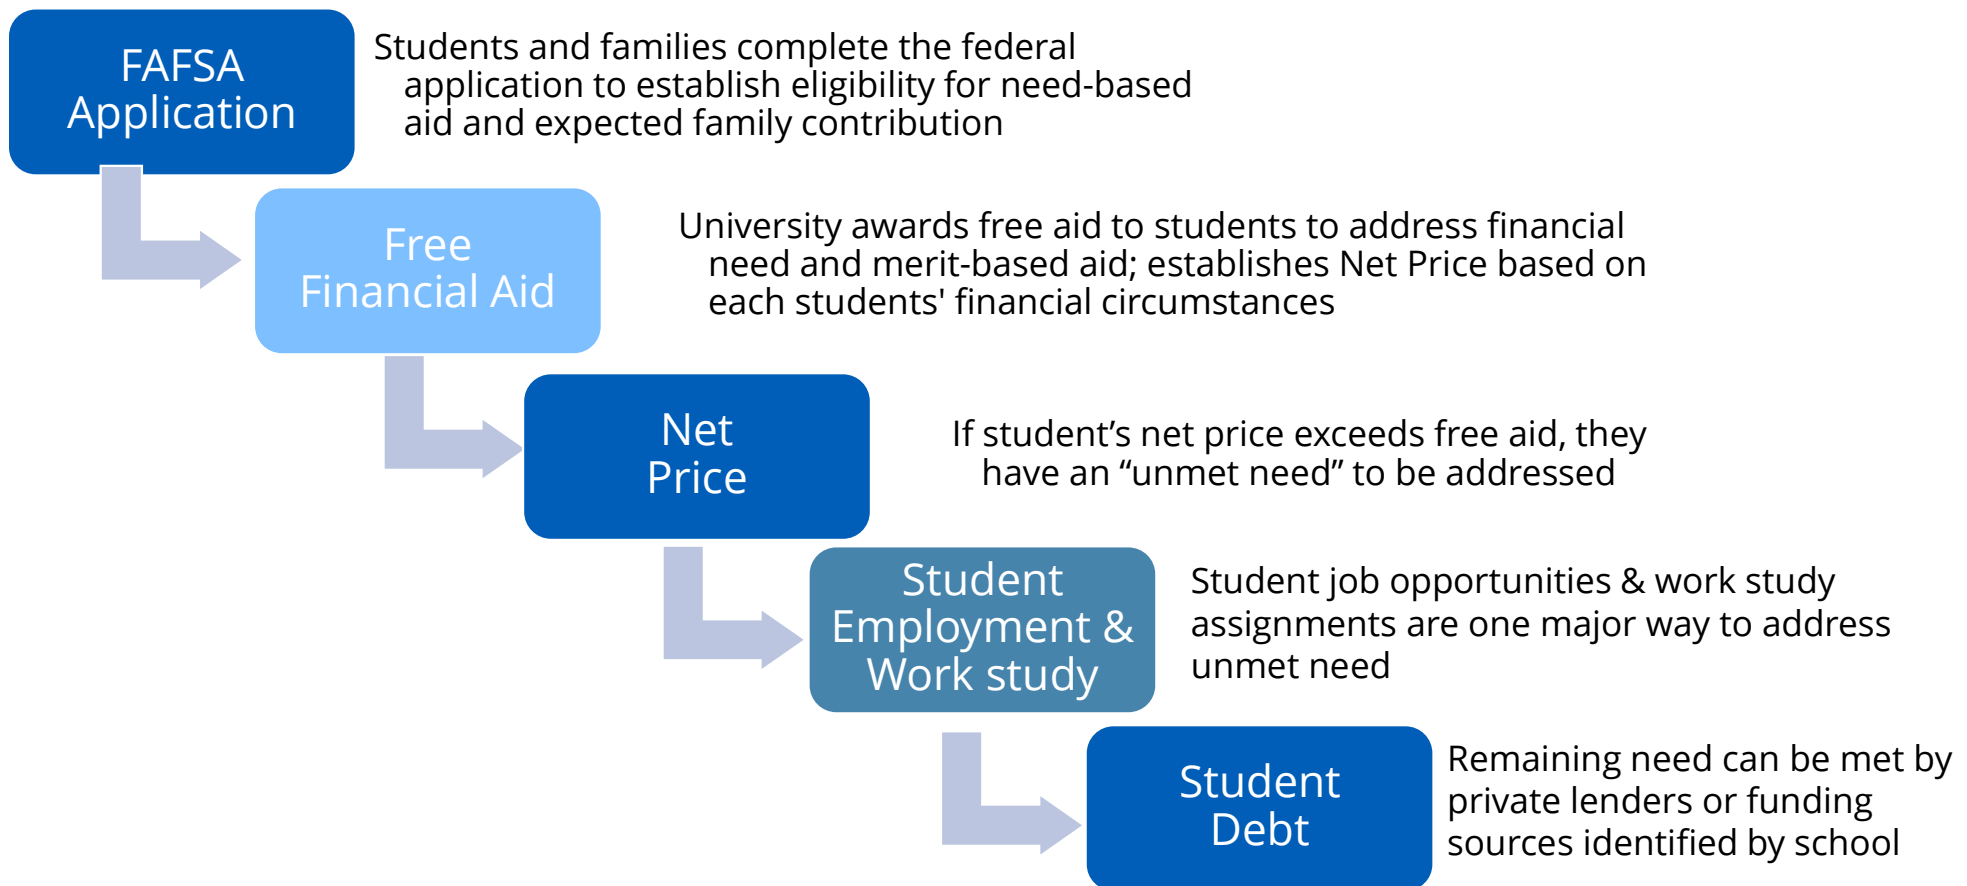 FAFSA
Application
Students and families complete the federal
application to establish eligibility for need-based
aid and expected family contribution
Free
Financial Aid
University awards free aid to students to address financial
need and merit-based aid; establishes Net Price based on
each students' financial circumstances
Net
Price
If student’s net price exceeds free aid, they
have an “unmet need” to be addressed
Student
Employment &
Work study
Student job opportunities & work study
assignments are one major way to address
unmet need
Student
Debt
Remaining need can be met by
private lenders or funding
sources identified by school